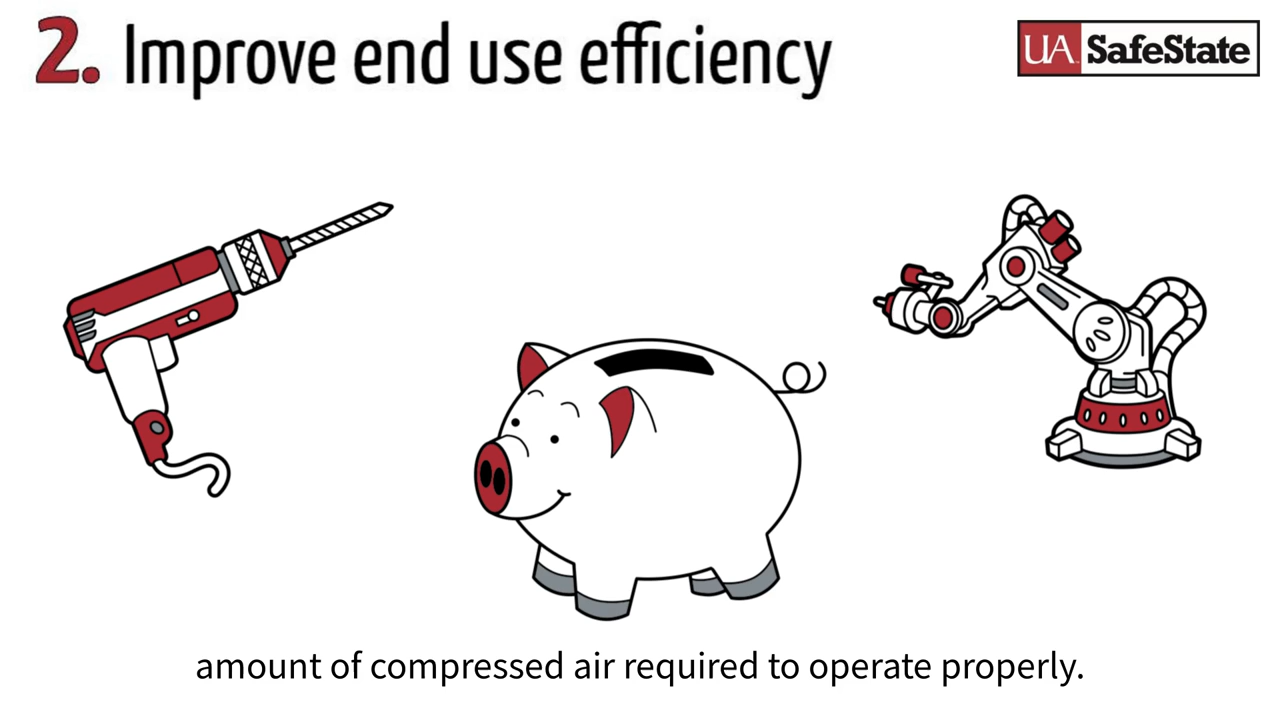 2. Improve end use efficiency
UA SafeState
amount of compressed air required to operate properly.